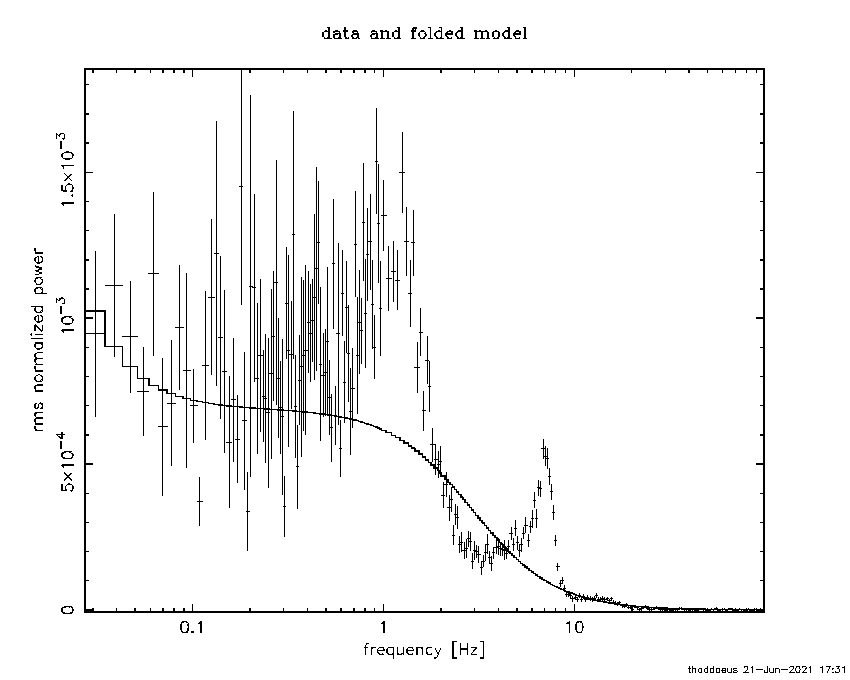 data and folded model
rms normalized power
1.5×10⁻³
10⁻³
5×10⁻⁴
0
0.1 1 10
frequency [Hz]
thaddaeus 21-Jun-2021 17:31